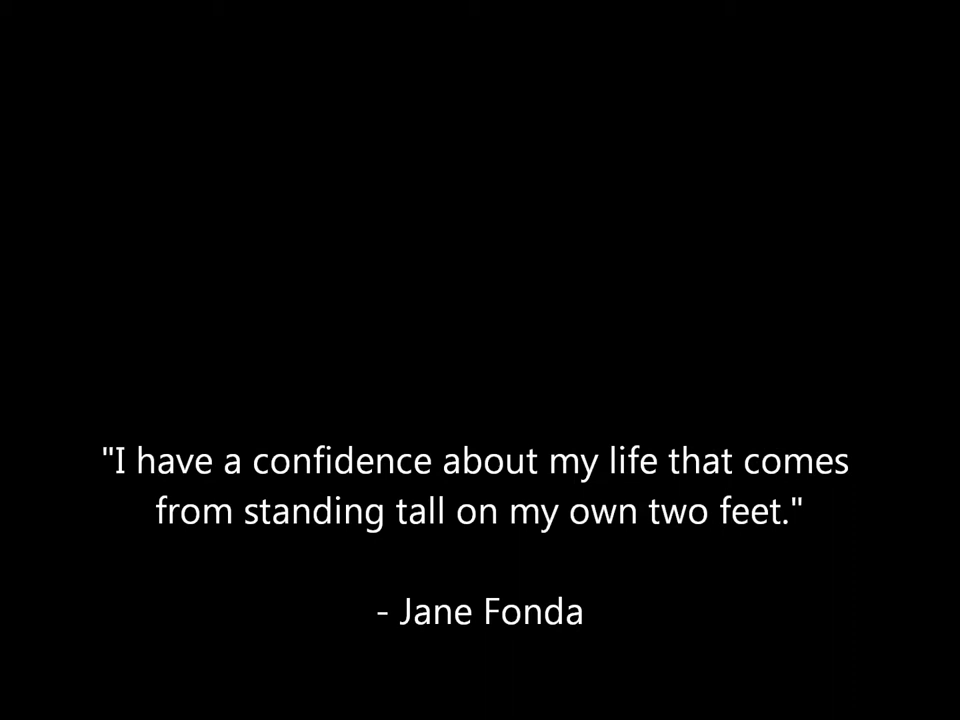 "I have a confidence about my life that comes
from standing tall on my own two feet."
- Jane Fonda